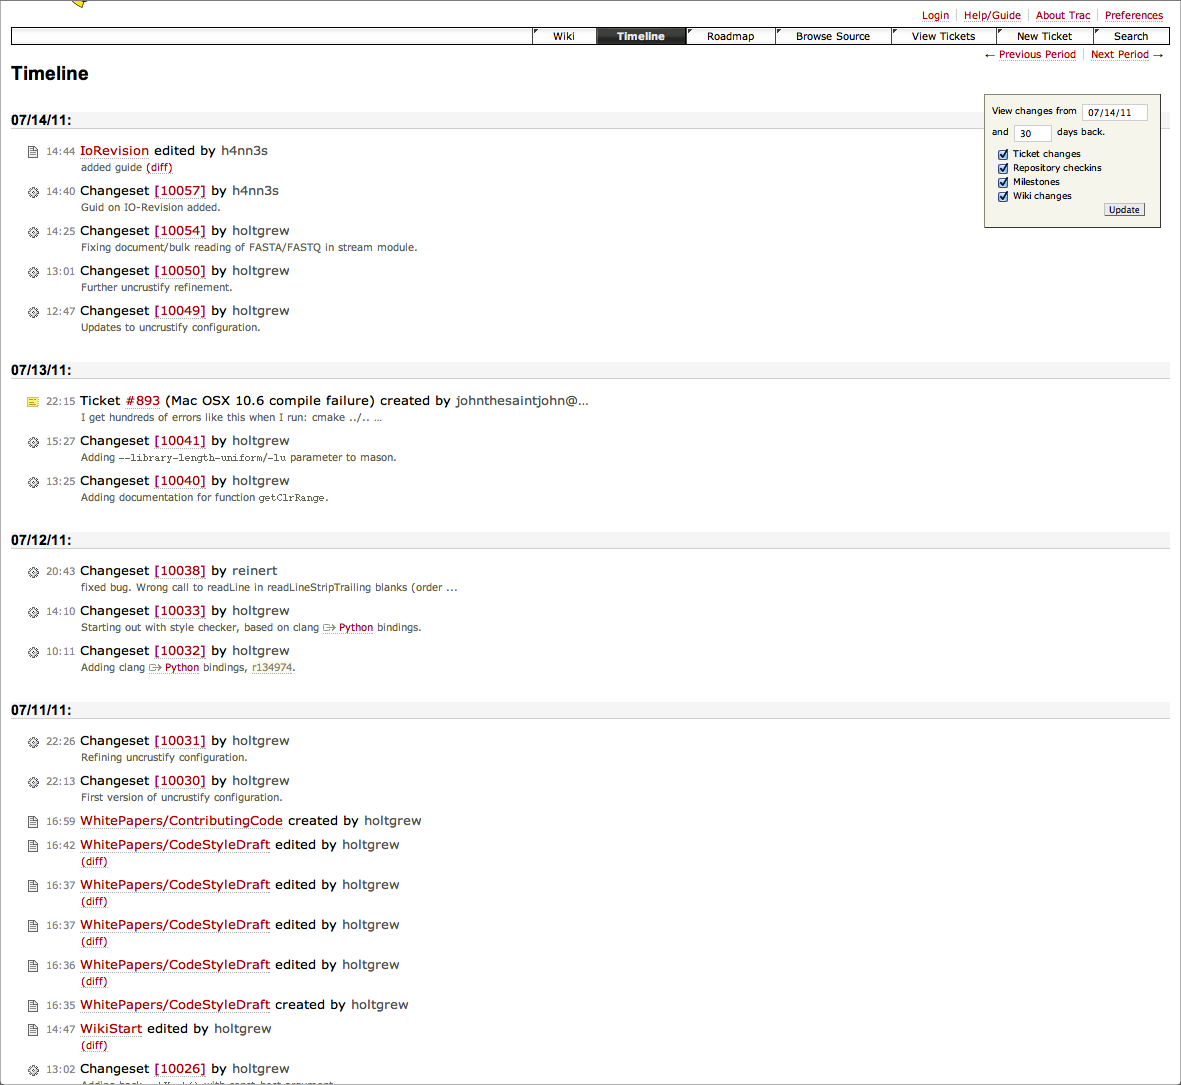 Login Help/Guide About Trac Preferences
Wiki Timeline Roadmap Browse Source View Tickets New Ticket Search
← Previous Period Next Period →
Timeline
View changes from 07/14/11
and 30 days back.
Ticket changes
Repository checkins
Milestones
Wiki changes
Update
07/14/11:
14:44 IoRevision edited by h4nn3s
added guide (diff)
14:40 Changeset [10057] by h4nn3s
Guid on IO-Revision added.
14:25 Changeset [10054] by holtgrew
Fixing document/bulk reading of FASTA/FASTQ in stream module.
13:01 Changeset [10050] by holtgrew
Further uncrustify refinement.
12:47 Changeset [10049] by holtgrew
Updates to uncrustify configuration.
07/13/11:
22:15 Ticket #893 (Mac OSX 10.6 compile failure) created by johnthesaintjohn@…
I get hundreds of errors like this when I run: cmake ../.. …
15:27 Changeset [10041] by holtgrew
Adding --library-length-uniform/-lu parameter to mason.
13:25 Changeset [10040] by holtgrew
Adding documentation for function getClrRange.
07/12/11:
20:43 Changeset [10038] by reinert
fixed bug. Wrong call to readLine in readLineStripTrailing blanks (order …
14:10 Changeset [10033] by holtgrew
Starting out with style checker, based on clang Python bindings.
10:11 Changeset [10032] by holtgrew
Adding clang Python bindings, r134974.
07/11/11:
22:26 Changeset [10031] by holtgrew
Refining uncrustify configuration.
22:13 Changeset [10030] by holtgrew
First version of uncrustify configuration.
16:59 WhitePapers/ContributingCode created by holtgrew
16:42 WhitePapers/CodeStyleDraft edited by holtgrew
(diff)
16:37 WhitePapers/CodeStyleDraft edited by holtgrew
(diff)
16:37 WhitePapers/CodeStyleDraft edited by holtgrew
(diff)
16:36 WhitePapers/CodeStyleDraft edited by holtgrew
(diff)
16:35 WhitePapers/CodeStyleDraft created by holtgrew
14:47 WikiStart edited by holtgrew
(diff)
13:02 Changeset [10026] by holtgrew